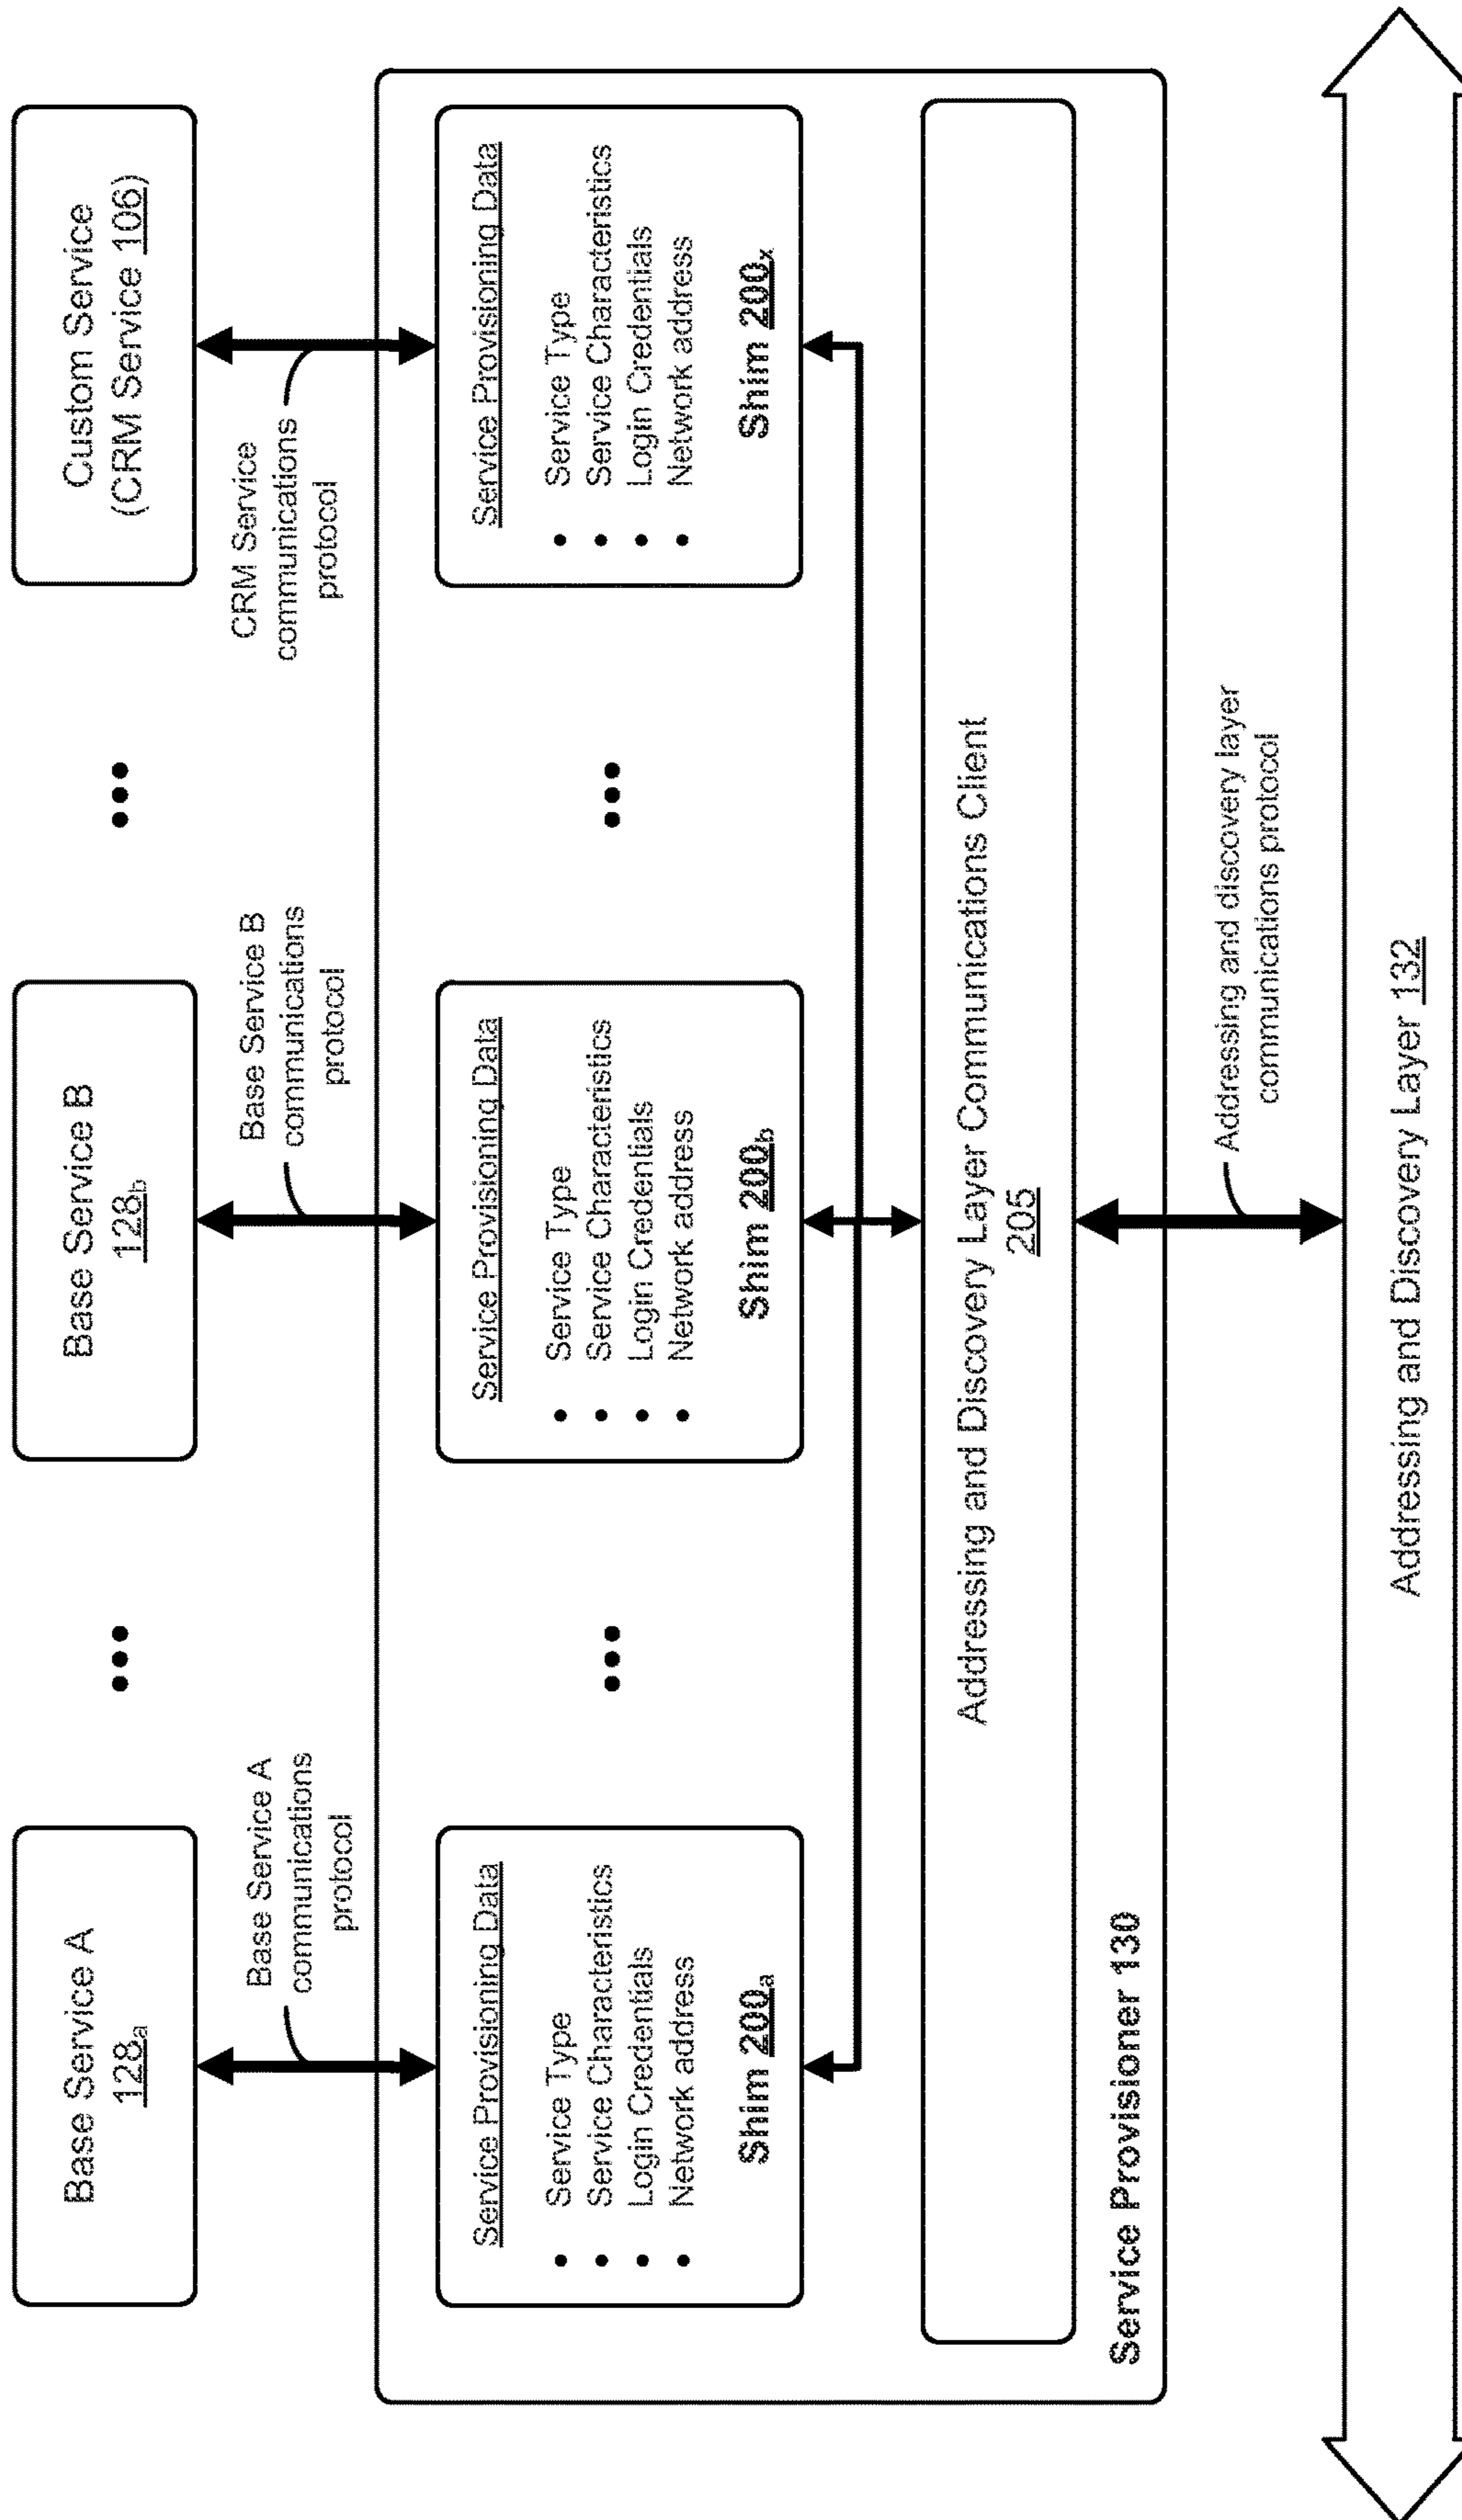 Base Service A
128a
Base Service B
128b
Custom Service
(CRM Service 106)
Base Service A
communications
protocol
Base Service B
communications
protocol
CRM Service
communications
protocol
Service Provisioning Data
• Service Type
• Service Characteristics
• Login Credentials
• Network address
Shim 200a
Service Provisioning Data
• Service Type
• Service Characteristics
• Login Credentials
• Network address
Shim 200b
Service Provisioning Data
• Service Type
• Service Characteristics
• Login Credentials
• Network address
Shim 200x
Addressing and Discovery Layer Communications Client
205
Service Provisioner 130
Addressing and discovery layer
communications protocol
Addressing and Discovery Layer 132